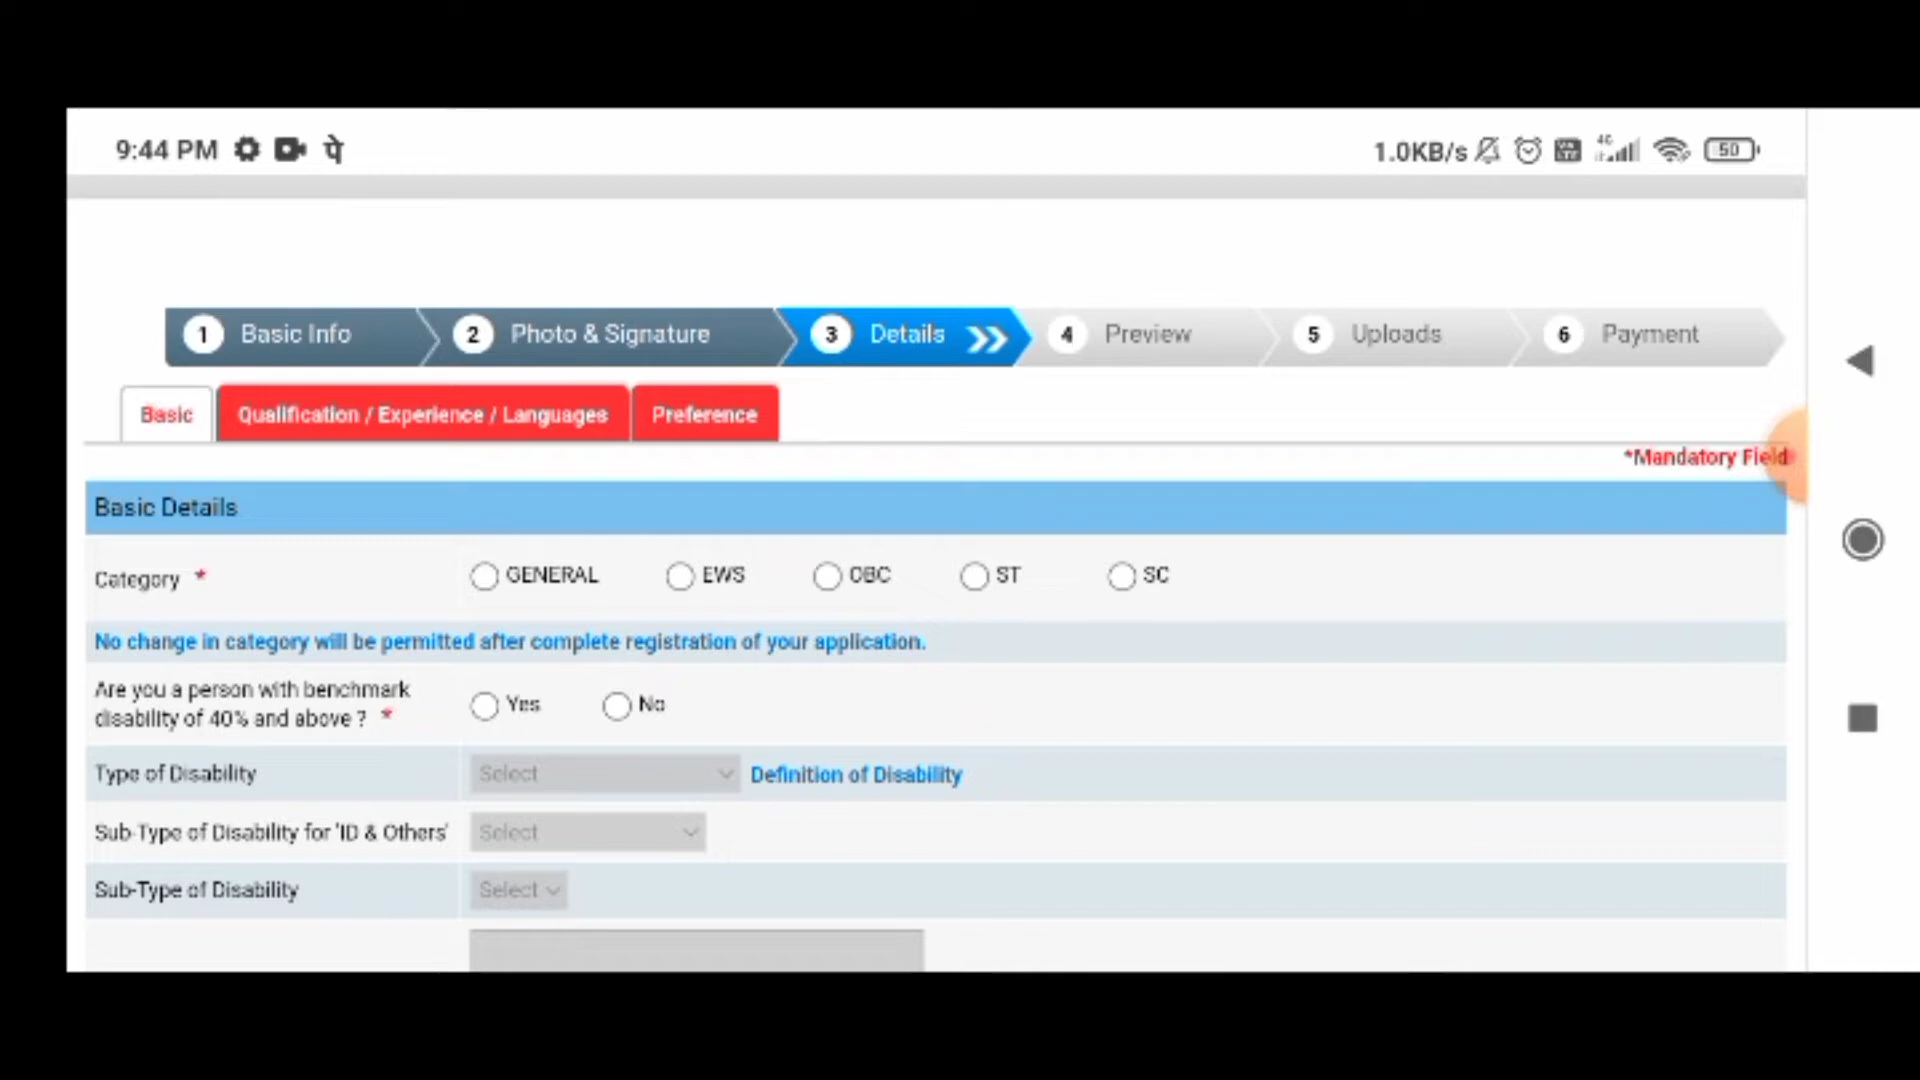 9:44 PM पे 1.0KB/s 4G 50
1 Basic Info 2 Photo & Signature 3 Details 4 Preview 5 Uploads 6 Payment
Basic Qualification / Experience / Languages Preference
*Mandatory Field
Basic Details
Category * GENERAL EWS OBC ST SC
No change in category will be permitted after complete registration of your application.
Are you a person with benchmark
disability of 40% and above ? * Yes No
Type of Disability Select Definition of Disability
Sub-Type of Disability for 'ID & Others' Select
Sub-Type of Disability Select